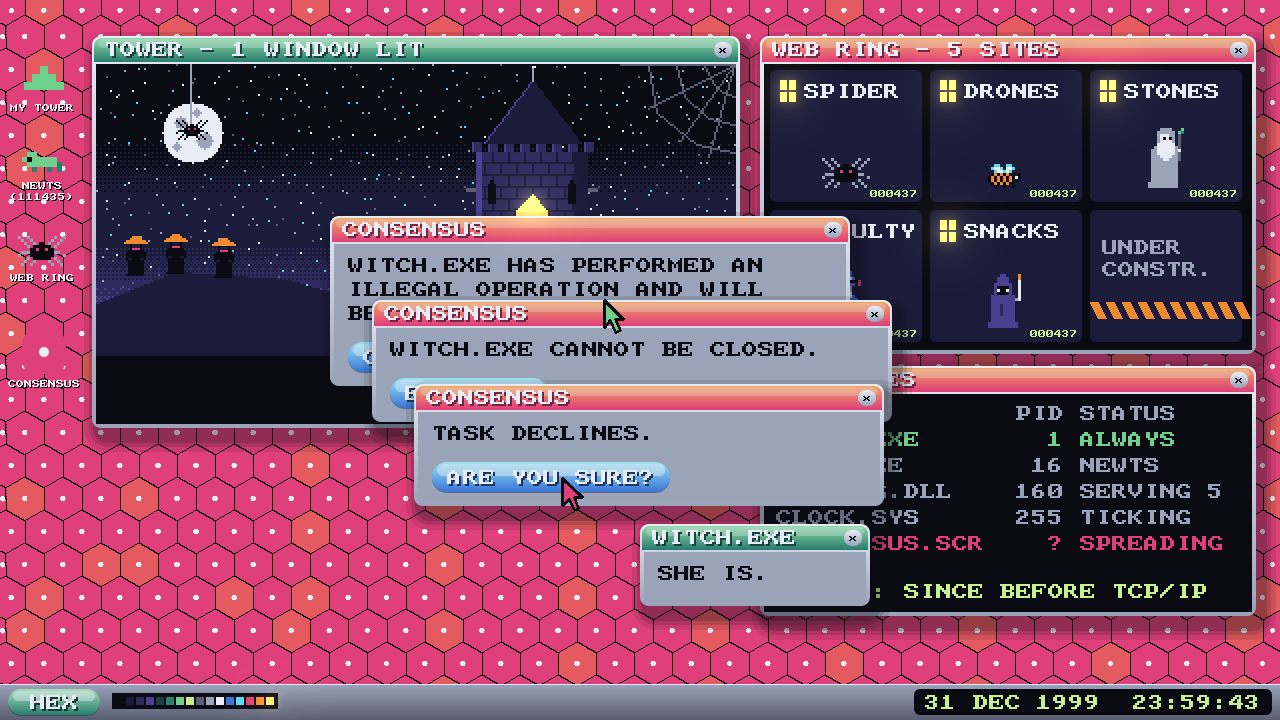 TOWER - 1 WINDOW LIT
MY TOWER
NEWTS
(111435)
WEB RING
CONSENSUS
WEB RING - 5 SITES
SPIDER
000437
DRONES
000437
STONES
000437
SNACKS
000437
UNDER
CONSTR.
CONSENSUS
WITCH.EXE HAS PERFORMED AN
ILLEGAL OPERATION AND WILL
CONSENSUS
WITCH.EXE CANNOT BE CLOSED.
CONSENSUS
TASK DECLINES.
ARE YOU SURE?
WITCH.EXE
SHE IS.
PID STATUS
1 ALWAYS
16 NEWTS
160 SERVING 5
CLOCK.SYS 255 TICKING
? SPREADING
SINCE BEFORE TCP/IP
HEX
31 DEC 1999 23:59:43